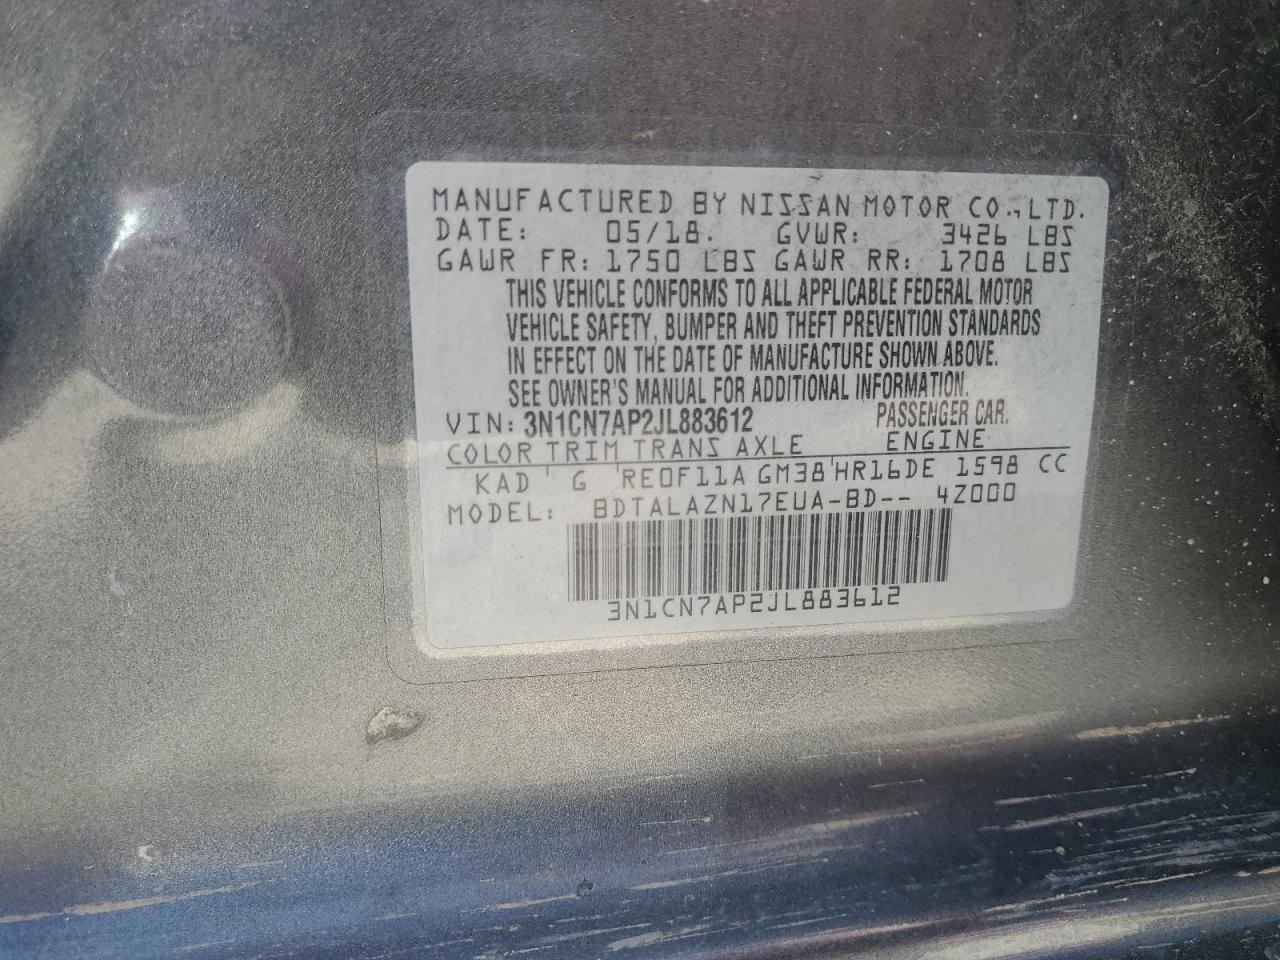 MANUFACTURED BY NISSAN MOTOR CO.,LTD.
DATE: 05/18. GVWR: 3426 LBS
GAWR FR: 1750 LBS GAWR RR: 1708 LBS
THIS VEHICLE CONFORMS TO ALL APPLICABLE FEDERAL MOTOR
VEHICLE SAFETY, BUMPER AND THEFT PREVENTION STANDARDS
IN EFFECT ON THE DATE OF MANUFACTURE SHOWN ABOVE.
SEE OWNER'S MANUAL FOR ADDITIONAL INFORMATION.
VIN: 3N1CN7AP2JL883612 PASSENGER CAR.
COLOR TRIM TRANS AXLE ENGINE
KAD G RE0F11A GM38 HR16DE 1598 CC
MODEL: BDTALAZN17EUA-BD-- 4Z000
3N1CN7AP2JL883612